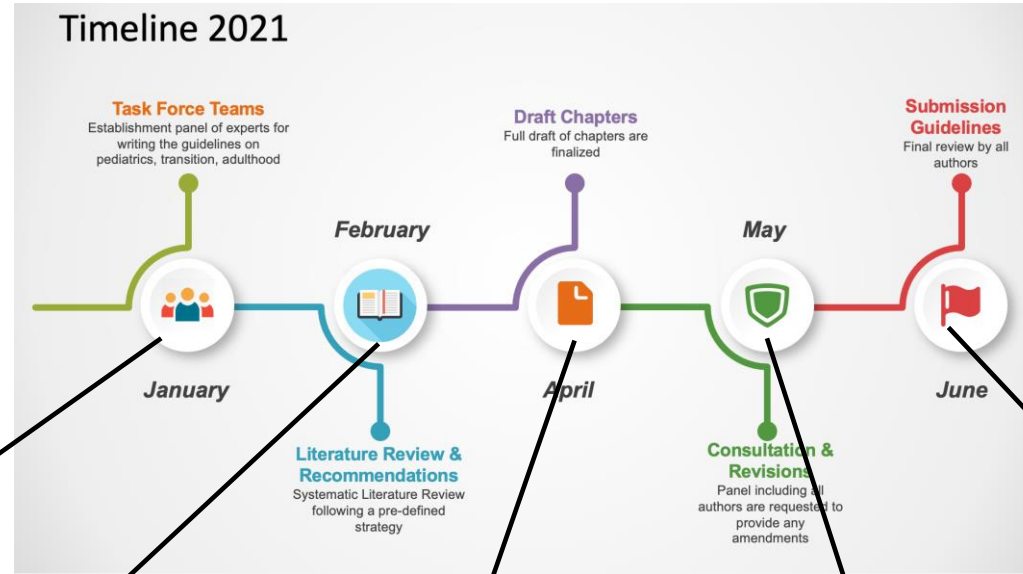 Timeline 2021
Task Force Teams
Establishment panel of experts for
writing the guidelines on
pediatrics, transition, adulthood
January
February
Literature Review &
Recommendations
Systematic Literature Review
following a pre-defined
strategy
Draft Chapters
Full draft of chapters are
finalized
April
May
Consultation &
Revisions
Panel including all
authors are requested to
provide any
amendments
Submission
Guidelines
Final review by all
authors
June